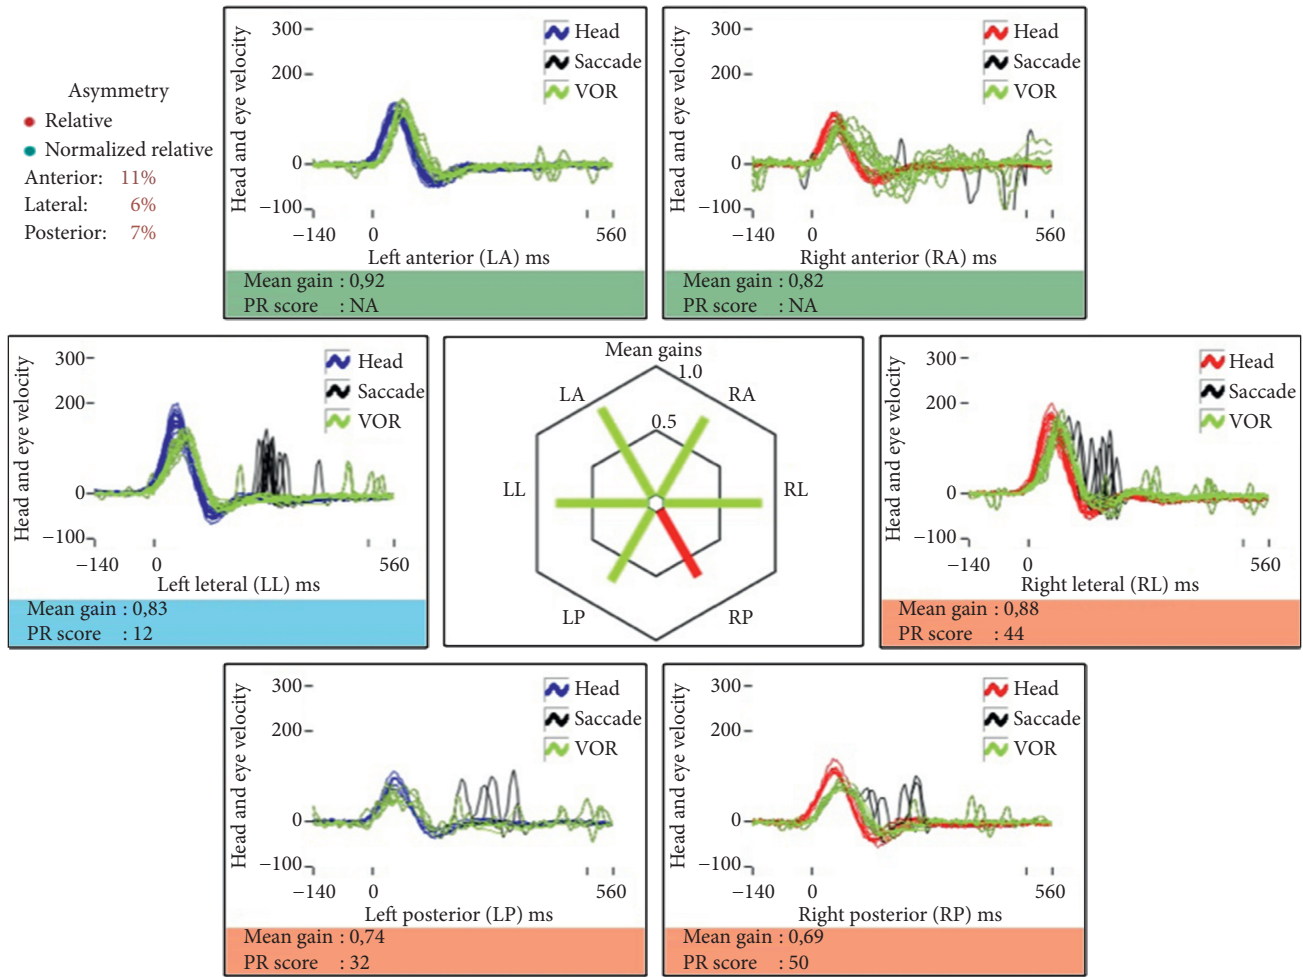 Asymmetry
Relative
Normalized relative
Anterior: 11%
Lateral: 6%
Posterior: 7%
Head and eye velocity
300
200
0
−100
−140 0 560
Head
Saccade
VOR
Left anterior (LA) ms
Mean gain : 0,92
PR score : NA
Head and eye velocity
300
200
0
−100
−140 0 560
Head
Saccade
VOR
Right anterior (RA) ms
Mean gain : 0,82
PR score : NA
Head and eye velocity
300
200
0
−100
−140 0 560
Head
Saccade
VOR
Left leteral (LL) ms
Mean gain : 0,83
PR score : 12
Mean gains
1.0
0.5
LA RA
LL RL
LP RP
Head and eye velocity
300
200
0
−100
−140 0 560
Head
Saccade
VOR
Right leteral (RL) ms
Mean gain : 0,88
PR score : 44
Head and eye velocity
300
200
0
−100
−140 0 560
Head
Saccade
VOR
Left posterior (LP) ms
Mean gain : 0,74
PR score : 32
Head and eye velocity
300
200
0
−100
−140 0 560
Head
Saccade
VOR
Right posterior (RP) ms
Mean gain : 0,69
PR score : 50